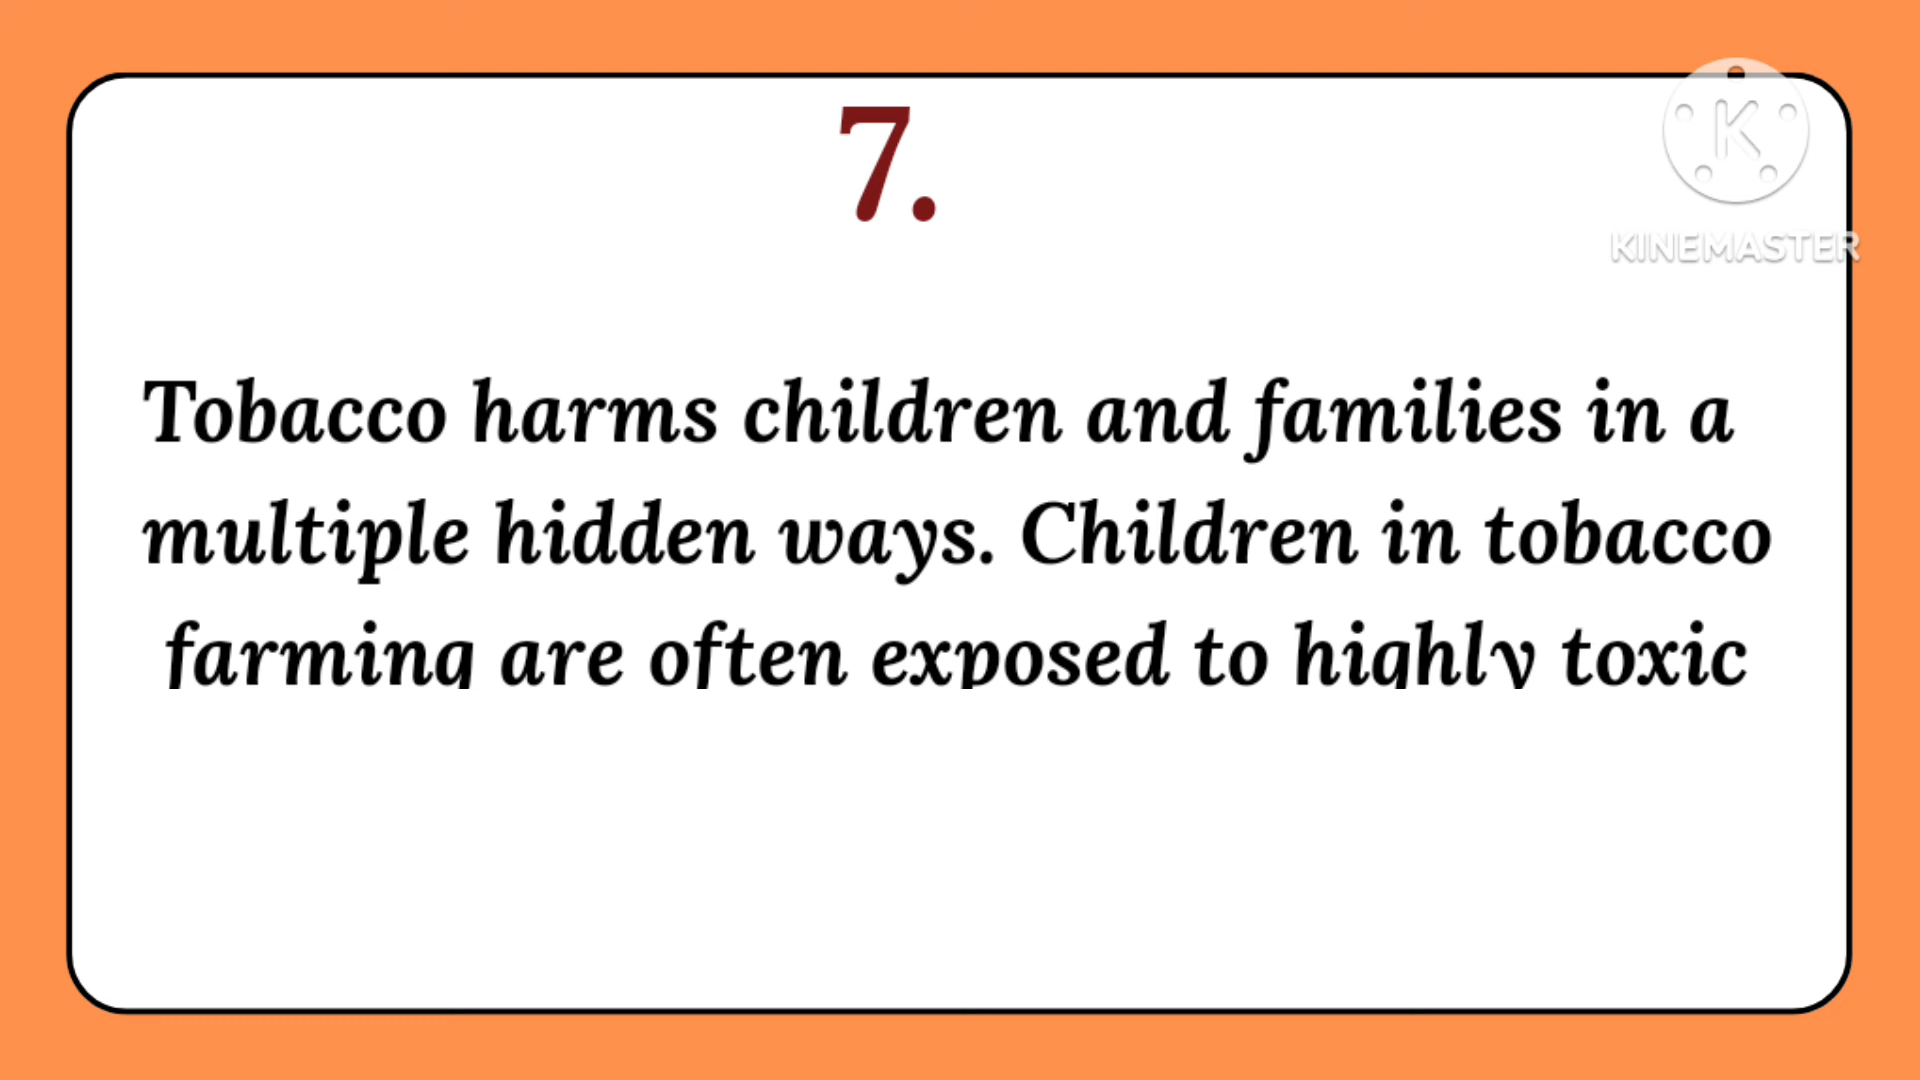 7.
K
KINEMASTER
Tobacco harms children and families in a
multiple hidden ways. Children in tobacco
farming are often exposed to highly toxic